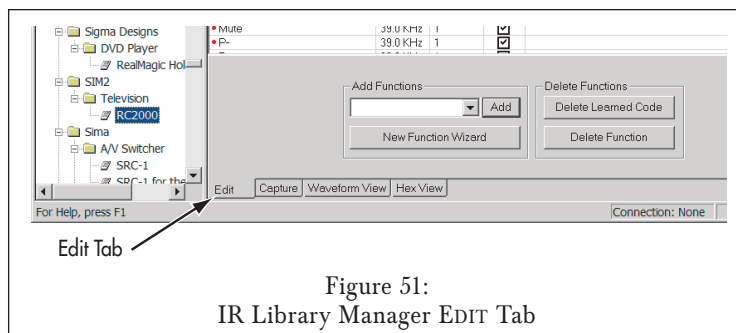 Sigma Designs
DVD Player
RealMagic Hol
SIM2
Television
RC2000
Sima
A/V Switcher
SRC-1
SRC-1 for the
Mute 39.0 KHz 1
P- 39.0 KHz 1
Add Functions
Add
New Function Wizard
Delete Functions
Delete Learned Code
Delete Function
Edit Capture Waveform View Hex View
For Help, press F1 Connection: None
Edit Tab
Figure 51:
IR Library Manager EDIT Tab